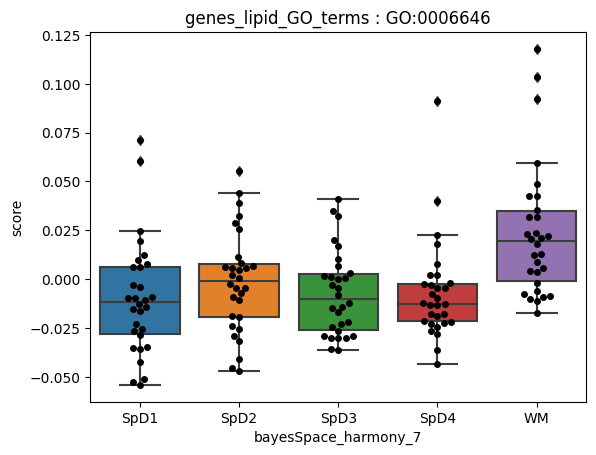 genes_lipid_GO_terms : GO:0006646
0.125
0.100
0.075
0.050
0.025
0.000
−0.025
−0.050
score
SpD1 SpD2 SpD3 SpD4 WM
bayesSpace_harmony_7